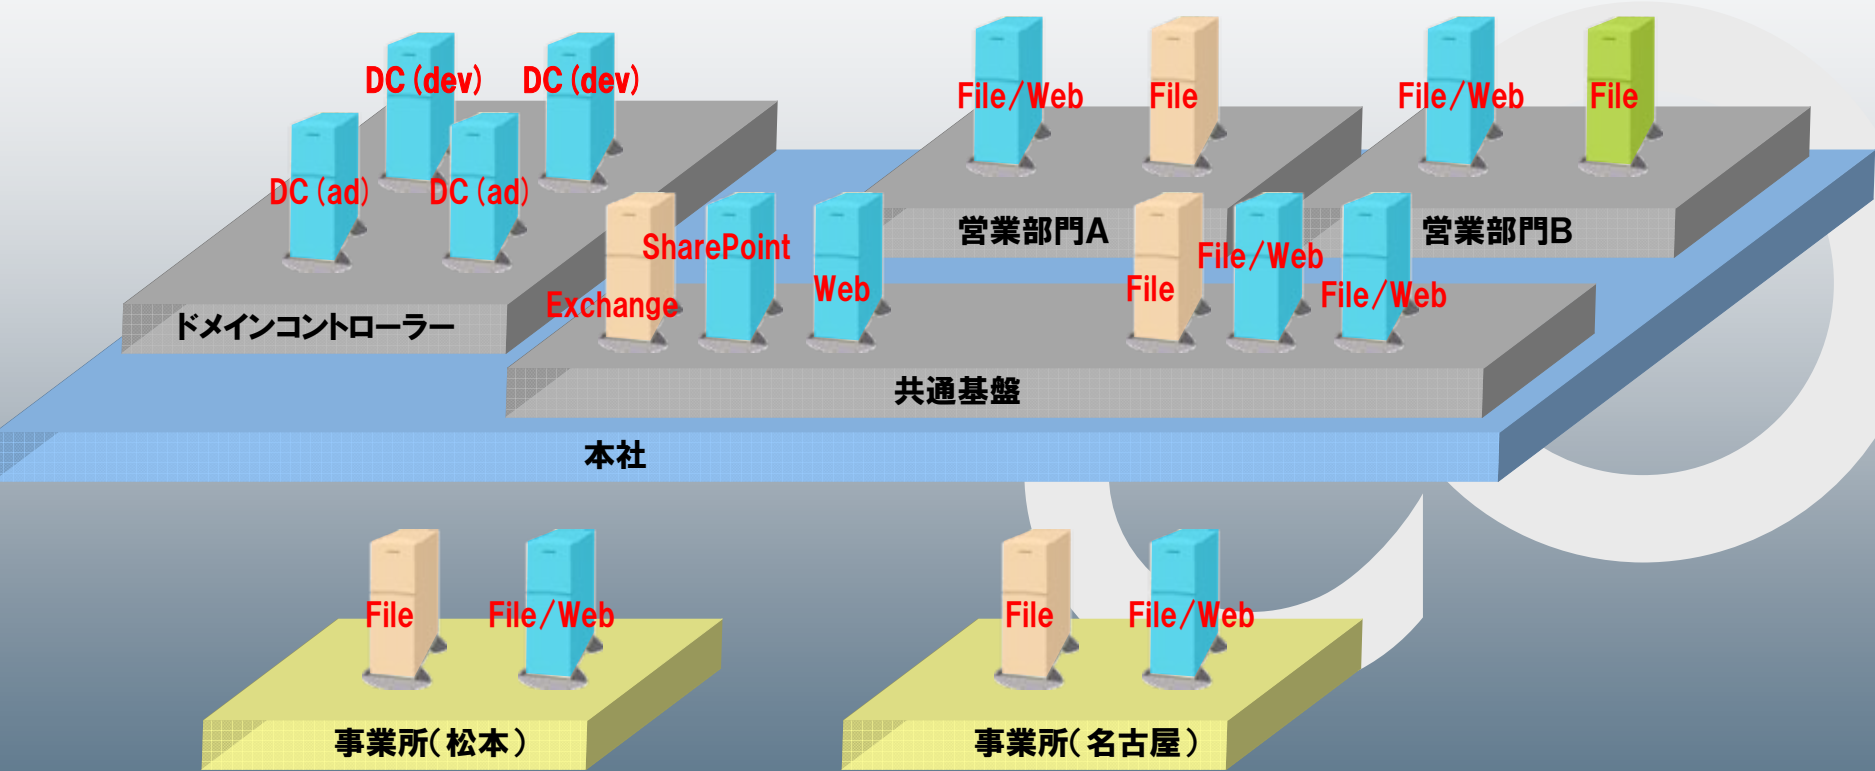 DC(dev)
DC(dev)
DC(ad)
DC(ad)
ドメインコントローラー
File/Web
File
営業部門A
File/Web
File
営業部門B
Exchange
SharePoint
Web
File
File/Web
File/Web
共通基盤
本社
File
File/Web
事業所(松本)
File
File/Web
事業所(名古屋)